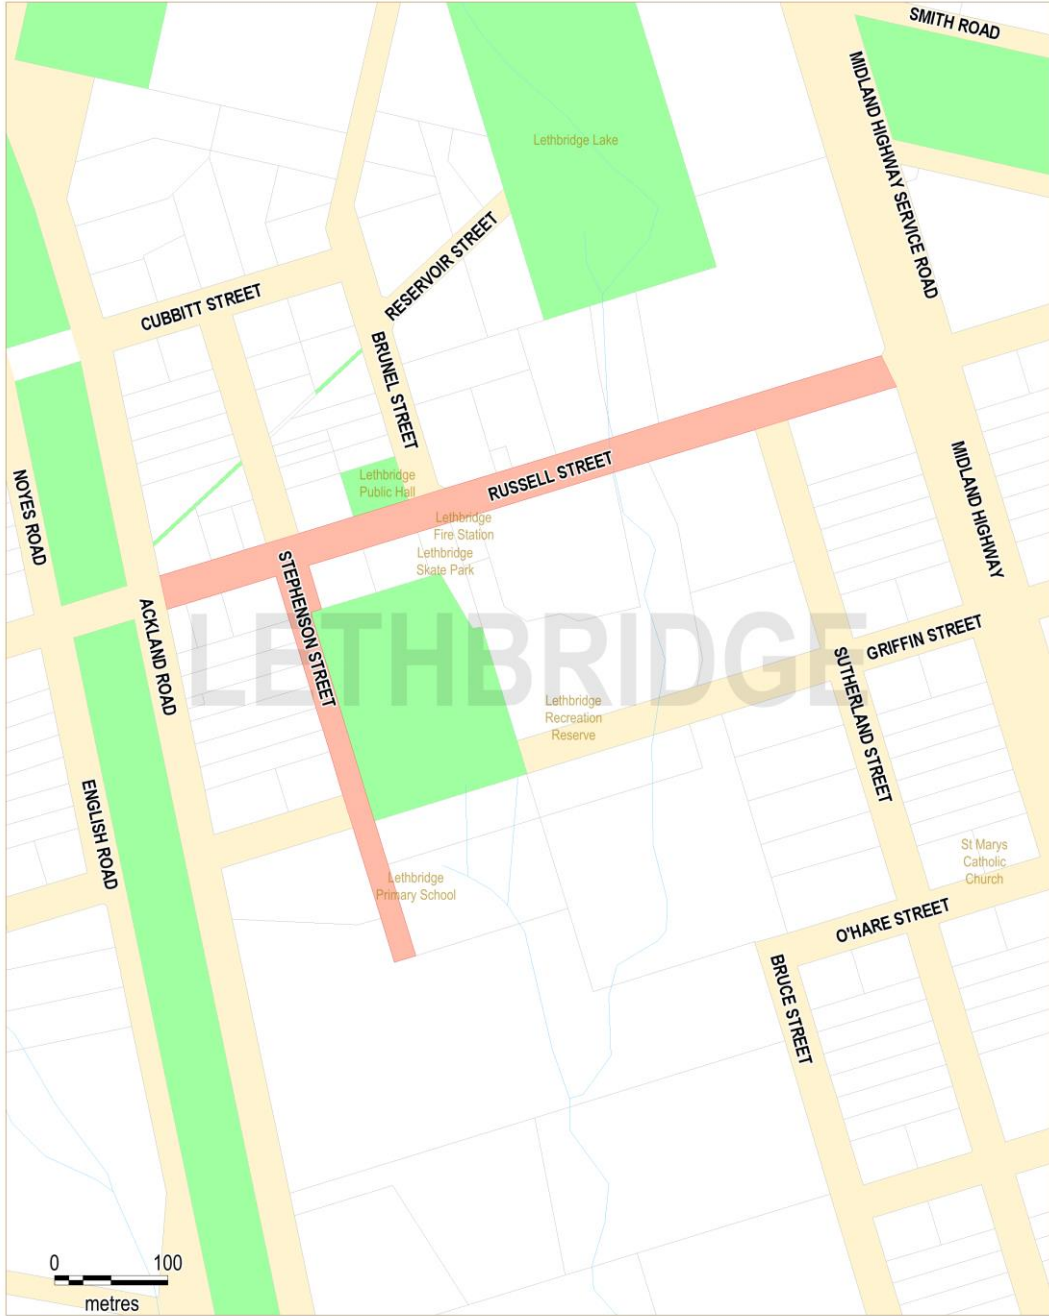 SMITH ROAD
MIDLAND HIGHWAY SERVICE ROAD
Lethbridge Lake
RESERVOIR STREET
CUBBITT STREET
BRUNEL STREET
RUSSELL STREET
MIDLAND HIGHWAY
NOYES ROAD
Lethbridge
Public Hall
Lethbridge
Fire Station
Lethbridge
Skate Park
STEPHENSON STREET
ACKLAND ROAD
LETHBRIDGE
GRIFFIN STREET
SUTHERLAND STREET
Lethbridge
Recreation
Reserve
ENGLISH ROAD
St Marys
Catholic
Church
Lethbridge
Primary School
O'HARE STREET
BRUCE STREET
0 100
metres